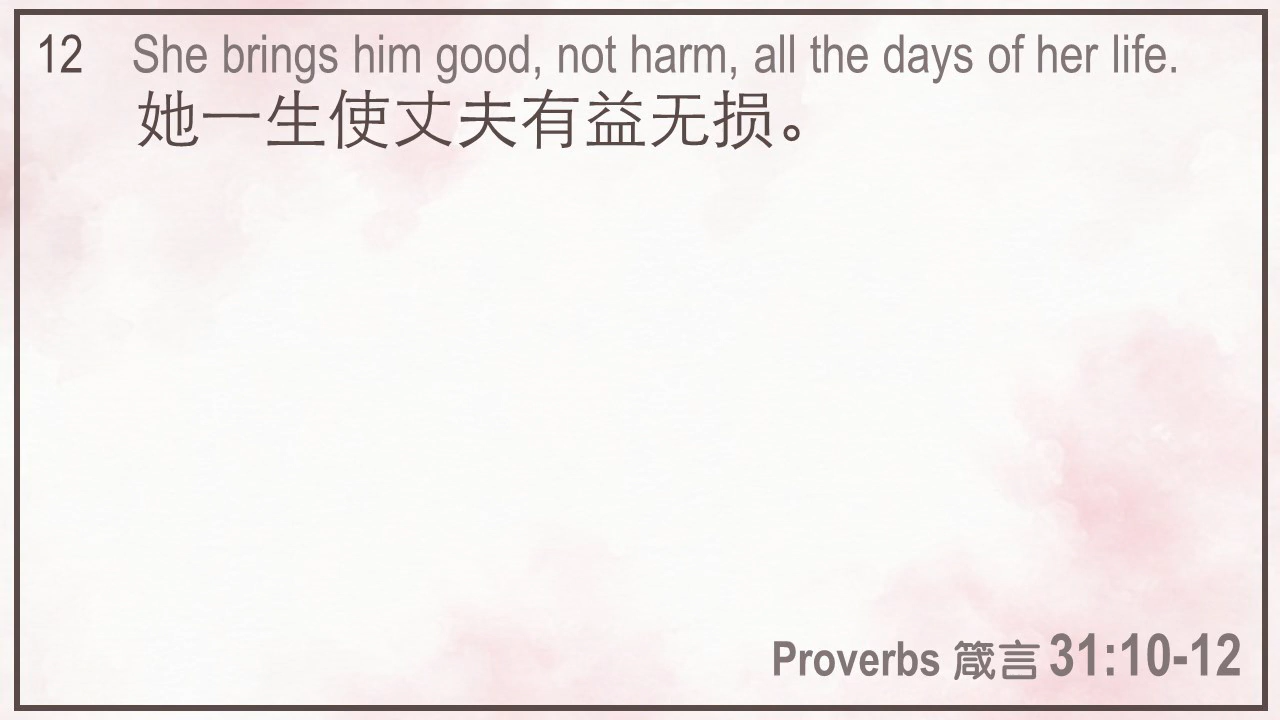 12 She brings him good, not harm, all the days of her life.
她一生使丈夫有益无损。
Proverbs 箴言 31:10-12